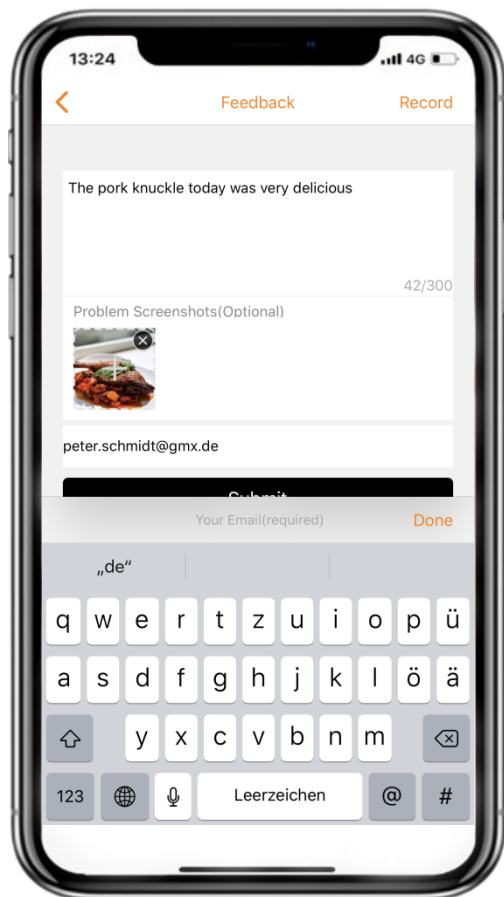 13:24
4G
Feedback
Record
The pork knuckle today was very delicious
42/300
Problem Screenshots(Optional)
peter.schmidt@gmx.de
Submit
Your Email(required)
Done
„de“
q w e r t z u i o p ü
a s d f g h j k l ö ä
y x c v b n m
123
Leerzeichen
@
#